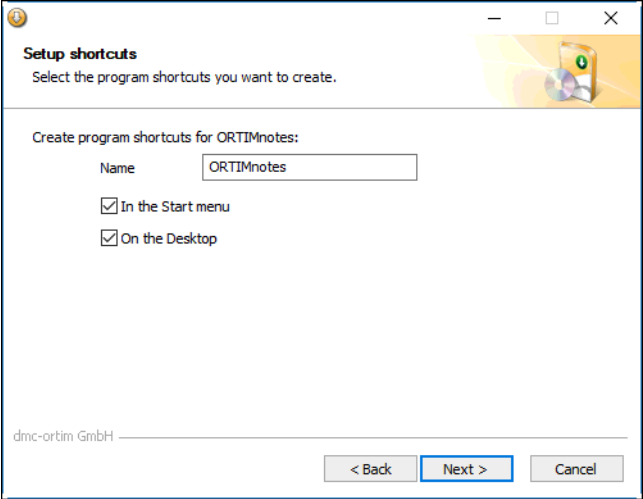 Setup shortcuts
Select the program shortcuts you want to create.
Create program shortcuts for ORTIMnotes:
Name ORTIMnotes
In the Start menu
On the Desktop
dmc-ortim GmbH
< Back Next > Cancel